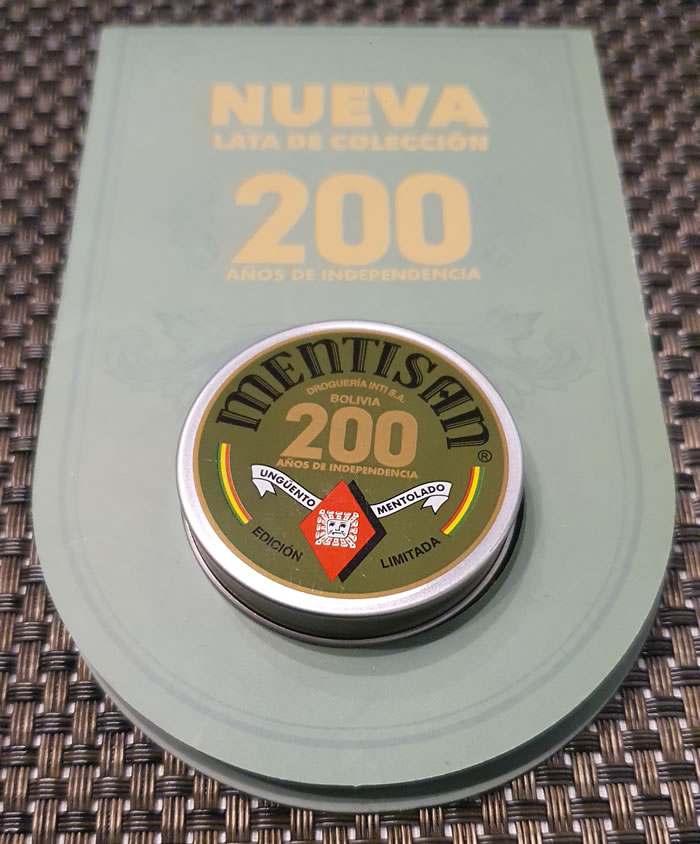 NUEVA
LATA DE COLECCIÓN
200
AÑOS DE INDEPENDENCIA
MENTISAN®
DROGUERÍA INTI S.A.
BOLIVIA
200
AÑOS DE INDEPENDENCIA
UNGÜENTO MENTOLADO
EDICIÓN LIMITADA